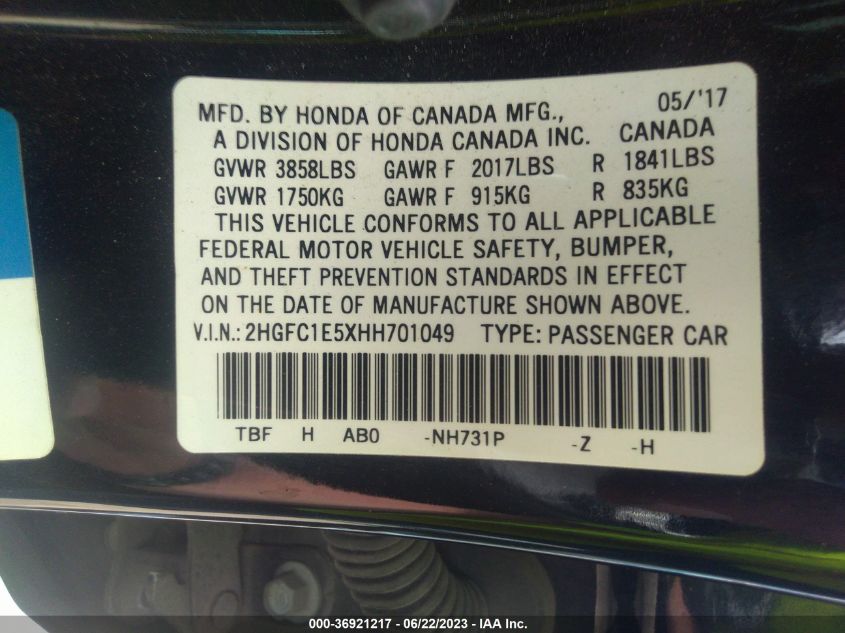 MFD. BY HONDA OF CANADA MFG., 05/'17
A DIVISION OF HONDA CANADA INC. CANADA
GVWR 3858LBS GAWR F 2017LBS R 1841LBS
GVWR 1750KG GAWR F 915KG R 835KG
THIS VEHICLE CONFORMS TO ALL APPLICABLE
FEDERAL MOTOR VEHICLE SAFETY, BUMPER,
AND THEFT PREVENTION STANDARDS IN EFFECT
ON THE DATE OF MANUFACTURE SHOWN ABOVE.
V.I.N.: 2HGFC1E5XHH701049 TYPE: PASSENGER CAR
TBF H AB0 -NH731P -Z -H
000-36921217 - 06/22/2023 - IAA Inc.